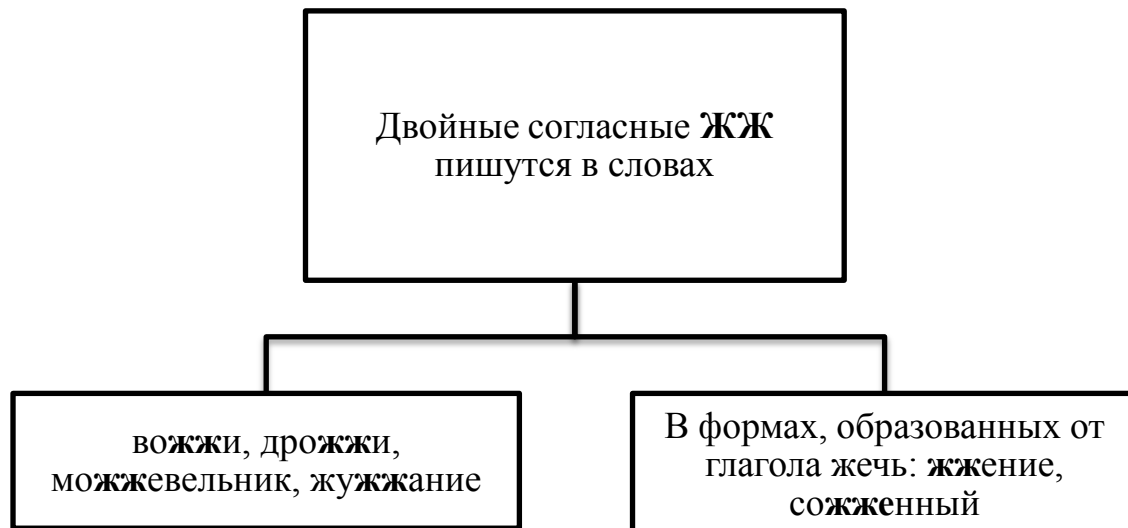 Двойные согласные ЖЖ
пишутся в словах
вожжи, дрожжи,
можжевельник, жужжание
В формах, образованных от
глагола жечь: жжение,
сожженный